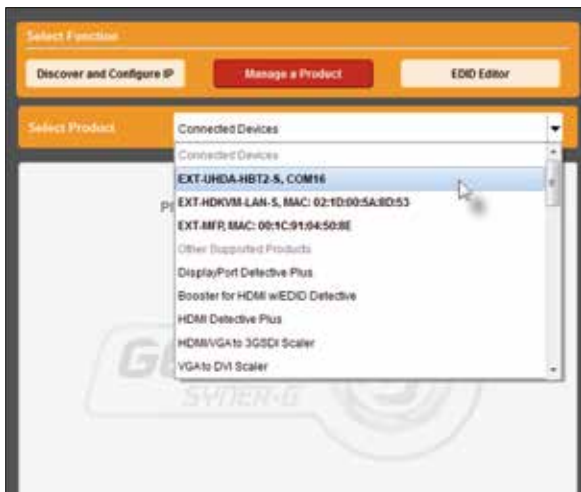 Select Function
Discover and Configure IP
Manage a Product
EDID Editor
Select Product
Connected Devices
Connected Devices
EXT-UHDA-HBT2-S, COM16
EXT-HDKVM-LAN-S, MAC: 02:1D:00:5A:8D:53
EXT-MFP, MAC: 00:1C:91:04:50:8E
Other Supported Products
DisplayPort Detective Plus
Booster for HDMI w/EDID Detective
HDMI Detective Plus
HDMI/VGA to 3GSDI Scaler
VGA to DVI Scaler
SYNER-G